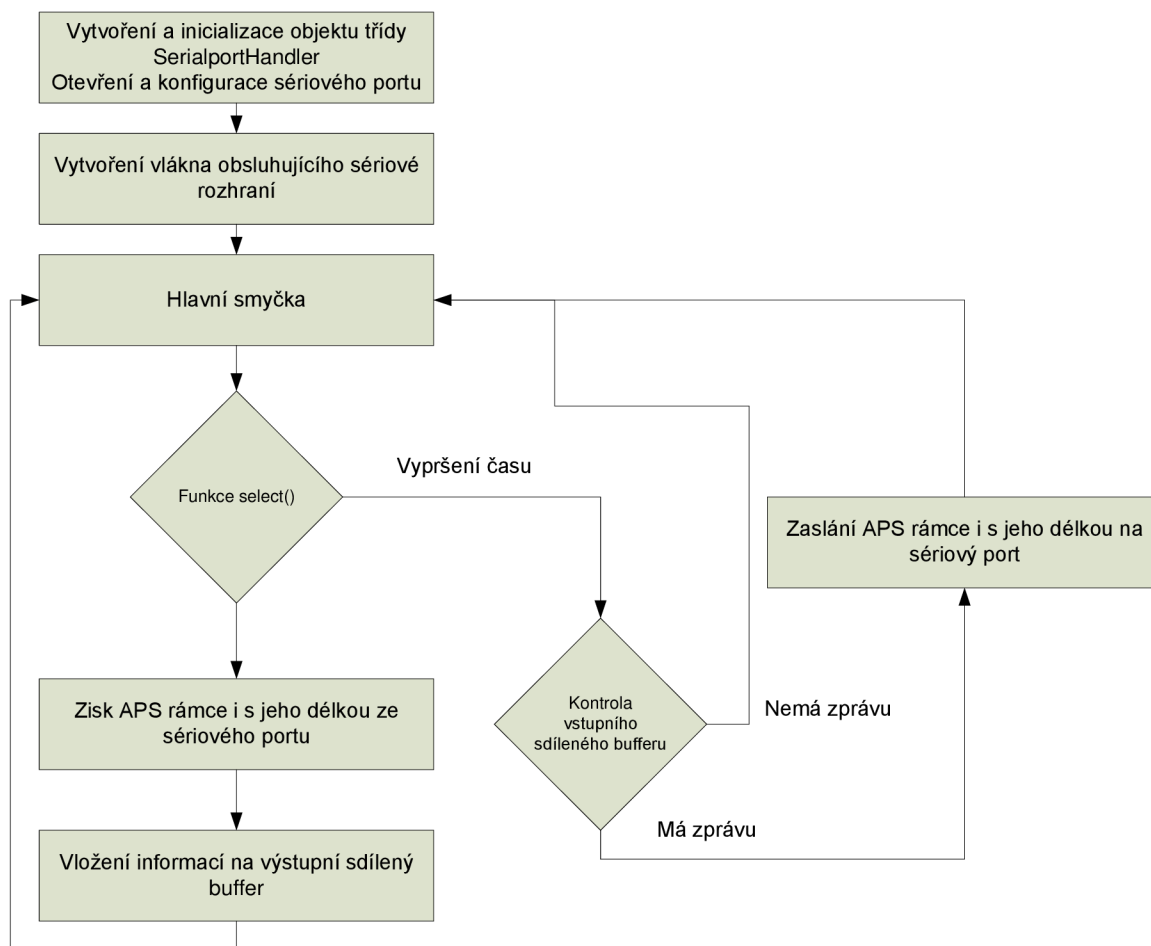 Vytvoření a inicializace objektu třídy
SerialportHandler
Otevření a konfigurace sériového portu
Vytvoření vlákna obsluhujícího sériové
rozhraní
Hlavní smyčka
Vypršení času
Funkce select()
Zaslání APS rámce i s jeho délkou na
sériový port
Zisk APS rámce i s jeho délkou ze
sériového portu
Kontrola
vstupního
sdíleného bufferu
Nemá zprávu
Má zprávu
Vložení informací na výstupní sdílený
buffer